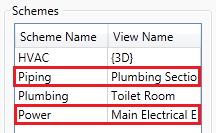 Schemes
Scheme Name View Name
HVAC {3D}
Piping Plumbing Sectio
Plumbing Toilet Room
Power Main Electrical E